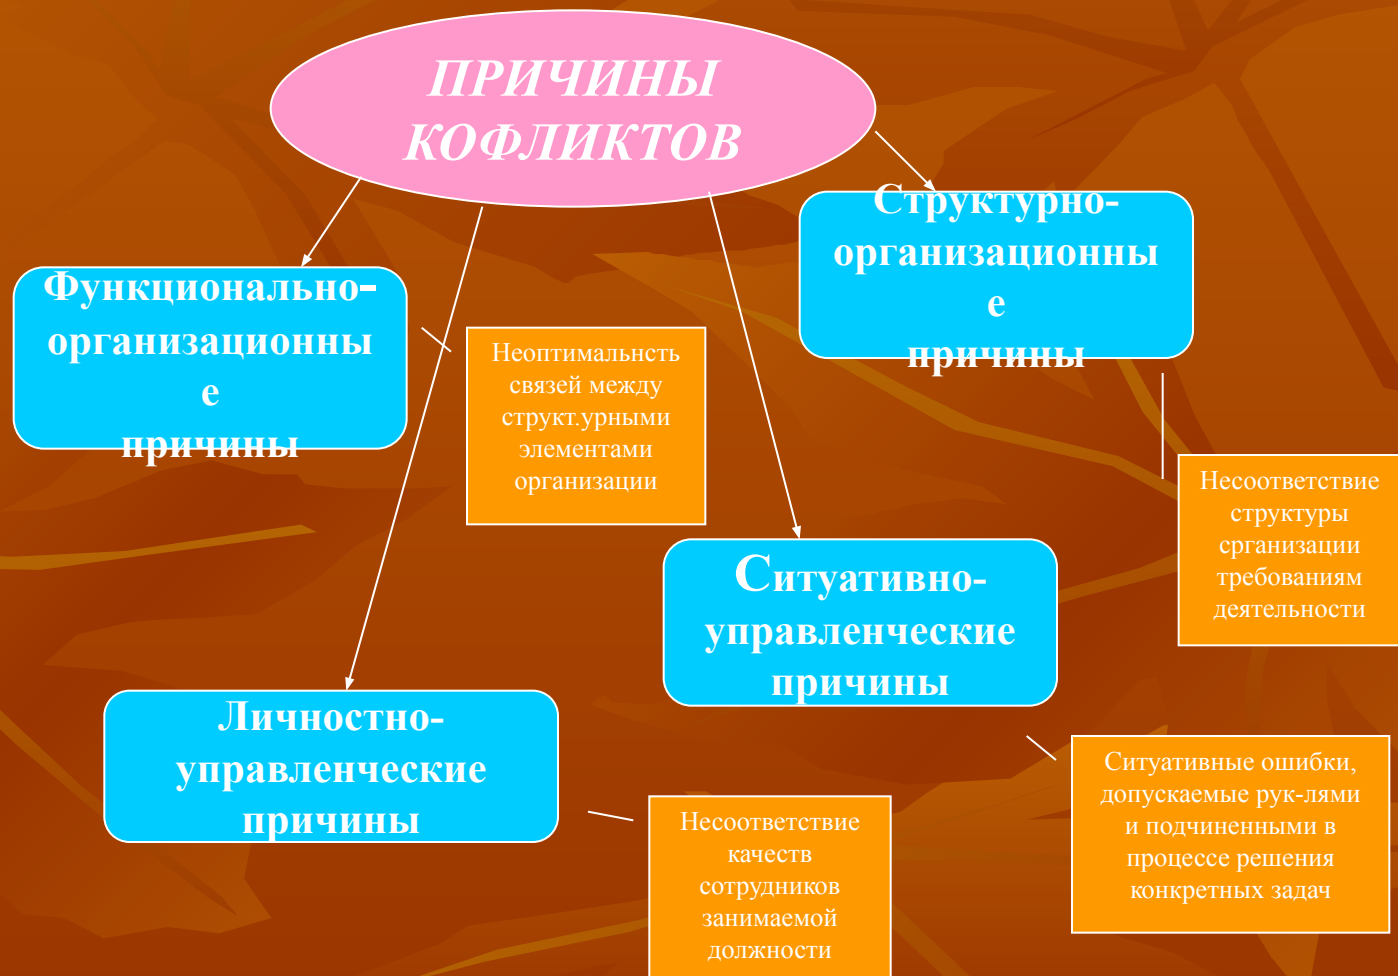 ПРИЧИНЫ
КОФЛИКТОВ
Структурно-
организационны
е
причины
Функционально-
организационны
е
причины
Неоптимальнсть
связей между
структ.урными
элементами
организации
Несоответствие
структуры
срганизации
требованиям
деятельности
Ситуативно-
управленческие
причины
Личностно-
управленческие
причины
Ситуативные ошибки,
допускаемые рук-лями
и подчиненными в
процессе решения
конкретных задач
Несоответствие
качеств
сотрудников
занимаемой
должности